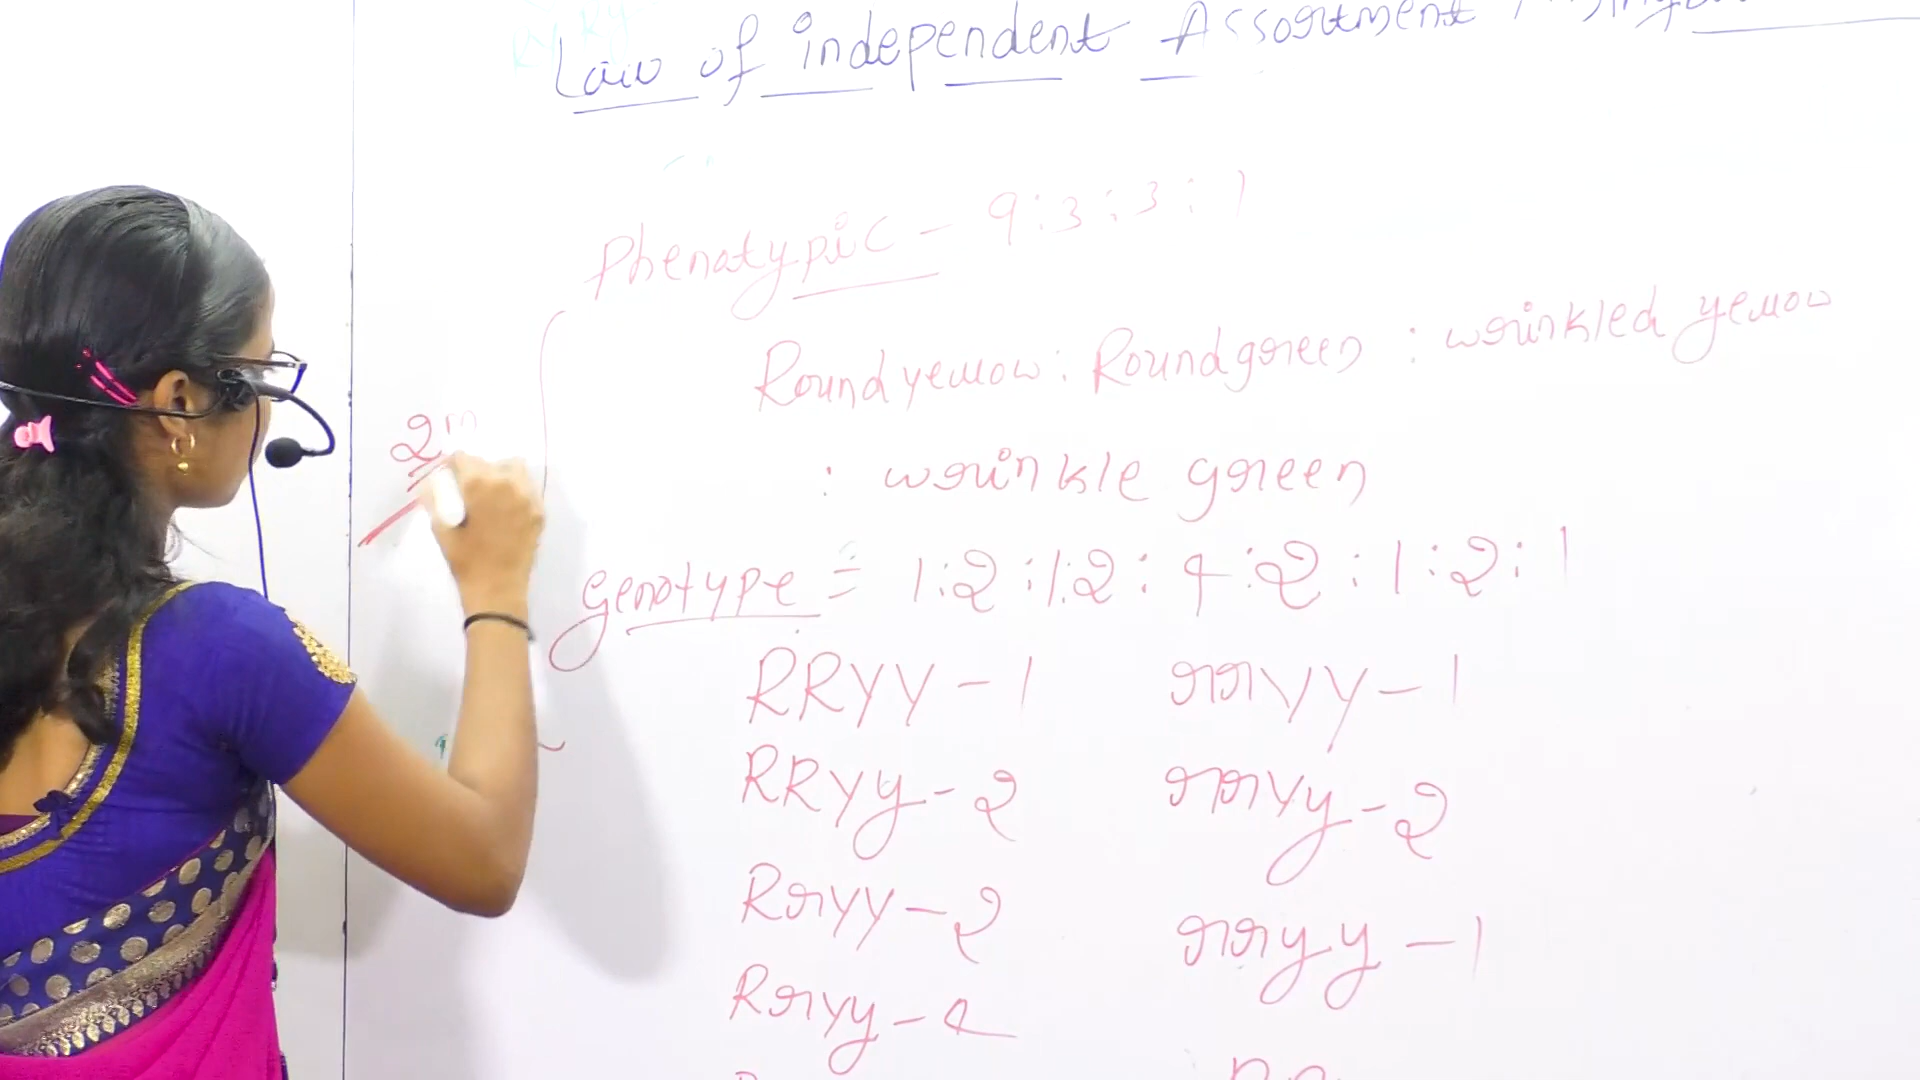 Law of independent Assortment
Phenatypic - 9:3:3:1
Round yellow : Round green : wrinkled yellow
: wrinkle green
2m
Genotype = 1:2:1:2:4:2:1:2:1
RRYY - 1 rrYY - 1
RRYy - 2 rrYy - 2
RrYY - 2 rryy - 1
RrYy - 4